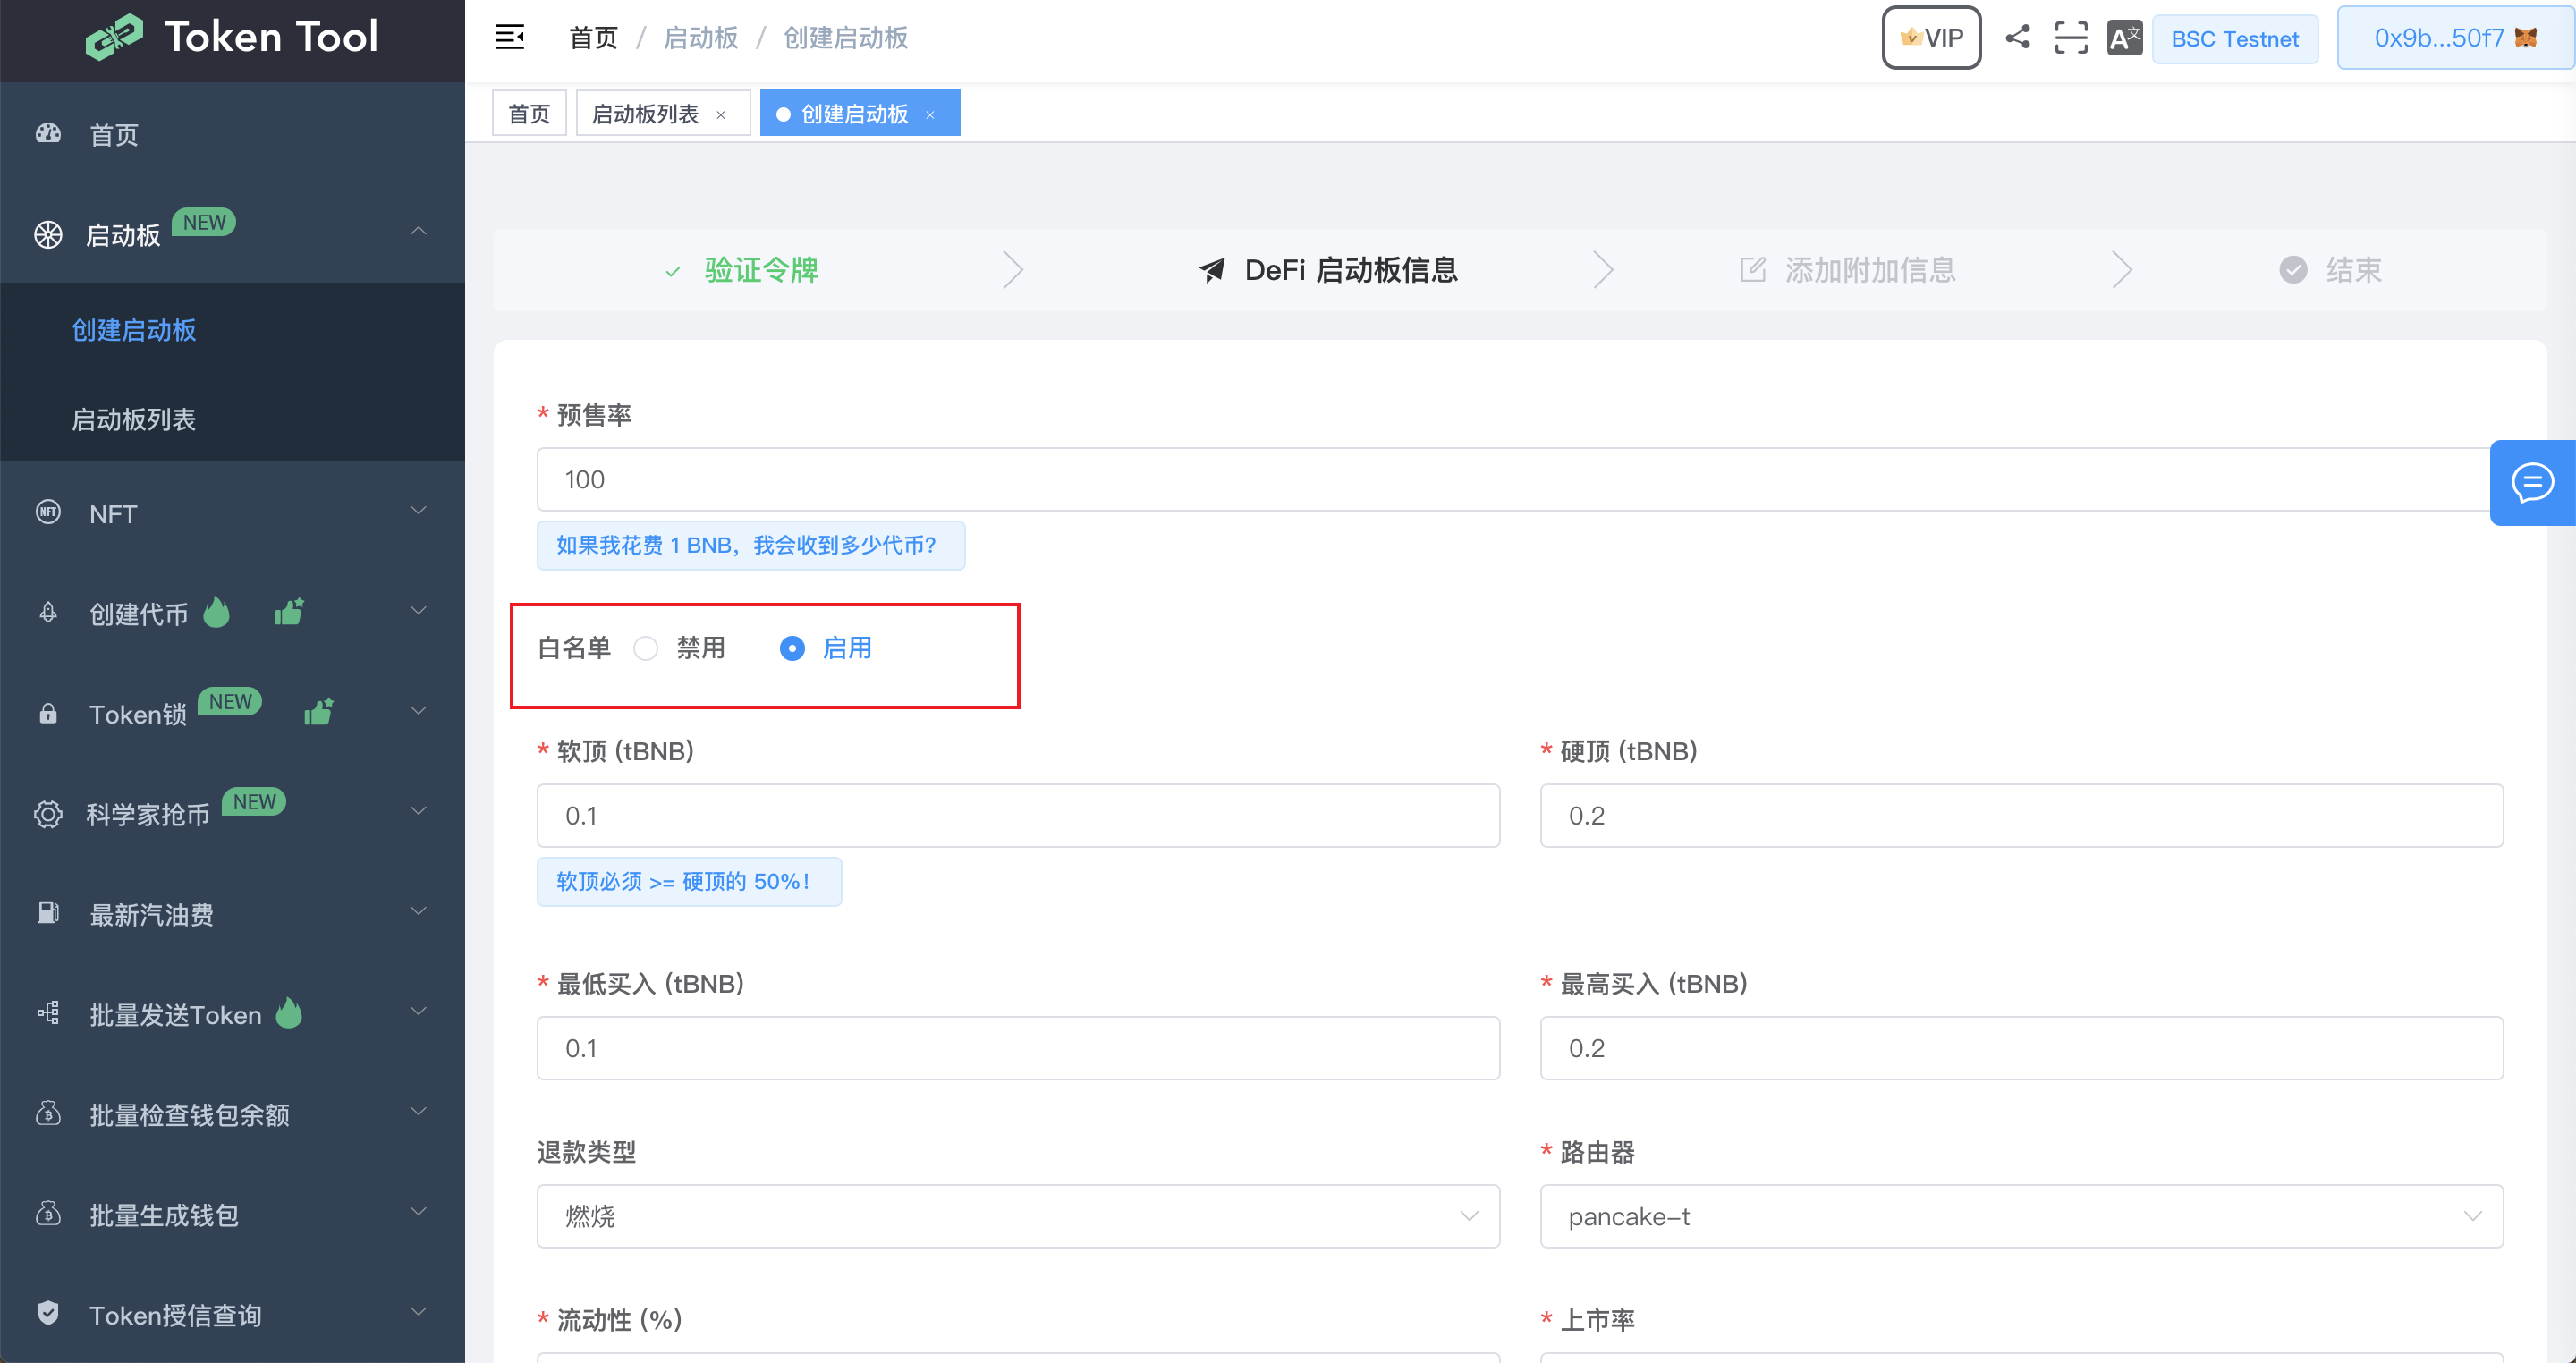 Token Tool
首页
启动板 NEW
创建启动板
启动板列表
NFT
创建代币
Token锁 NEW
科学家抢币 NEW
最新汽油费
批量发送Token
批量检查钱包余额
批量生成钱包
Token授信查询
首页 / 启动板 / 创建启动板
VIP
BSC Testnet
0x9b...50f7
首页
启动板列表 ×
创建启动板 ×
验证令牌
DeFi 启动板信息
添加附加信息
结束
* 预售率
100
如果我花费 1 BNB，我会收到多少代币?
白名单 禁用 启用
* 软顶 (tBNB)
0.1
软顶必须 >= 硬顶的 50%!
* 硬顶 (tBNB)
0.2
* 最低买入 (tBNB)
0.1
* 最高买入 (tBNB)
0.2
退款类型
燃烧
* 路由器
pancake-t
* 流动性 (%)
* 上市率